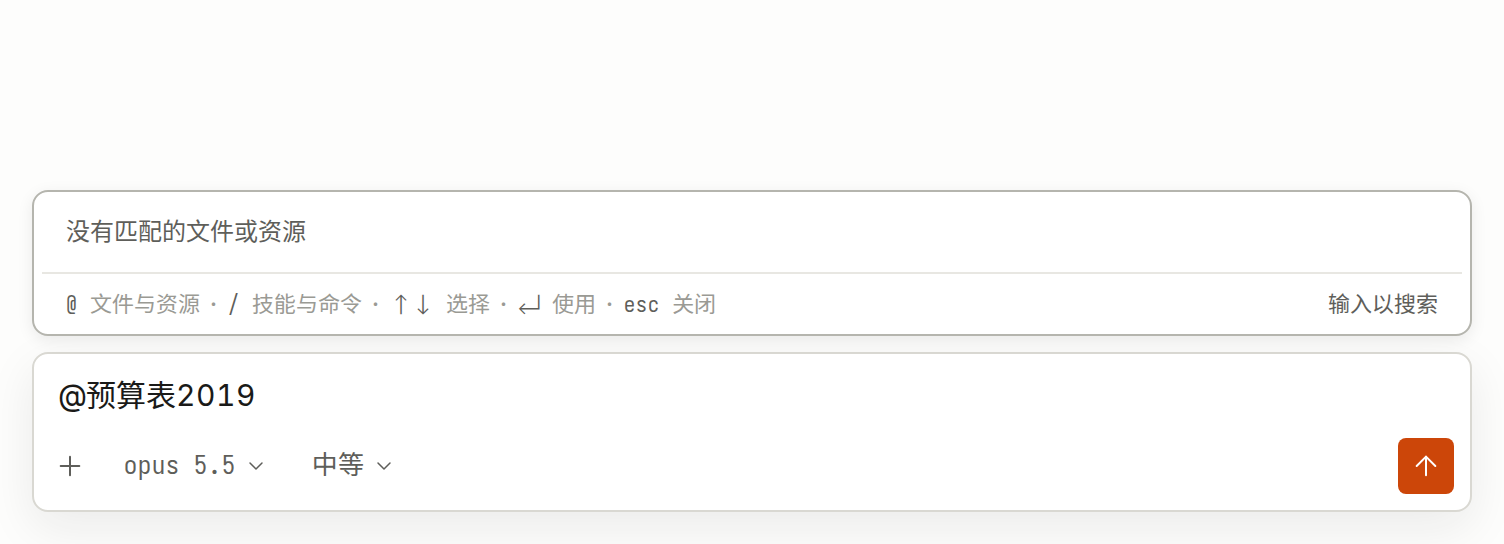 没有匹配的文件或资源
@ 文件与资源 · / 技能与命令 · ↑↓ 选择 · ↵ 使用 · esc 关闭 输入以搜索
@预算表2019
opus 5.5 中等